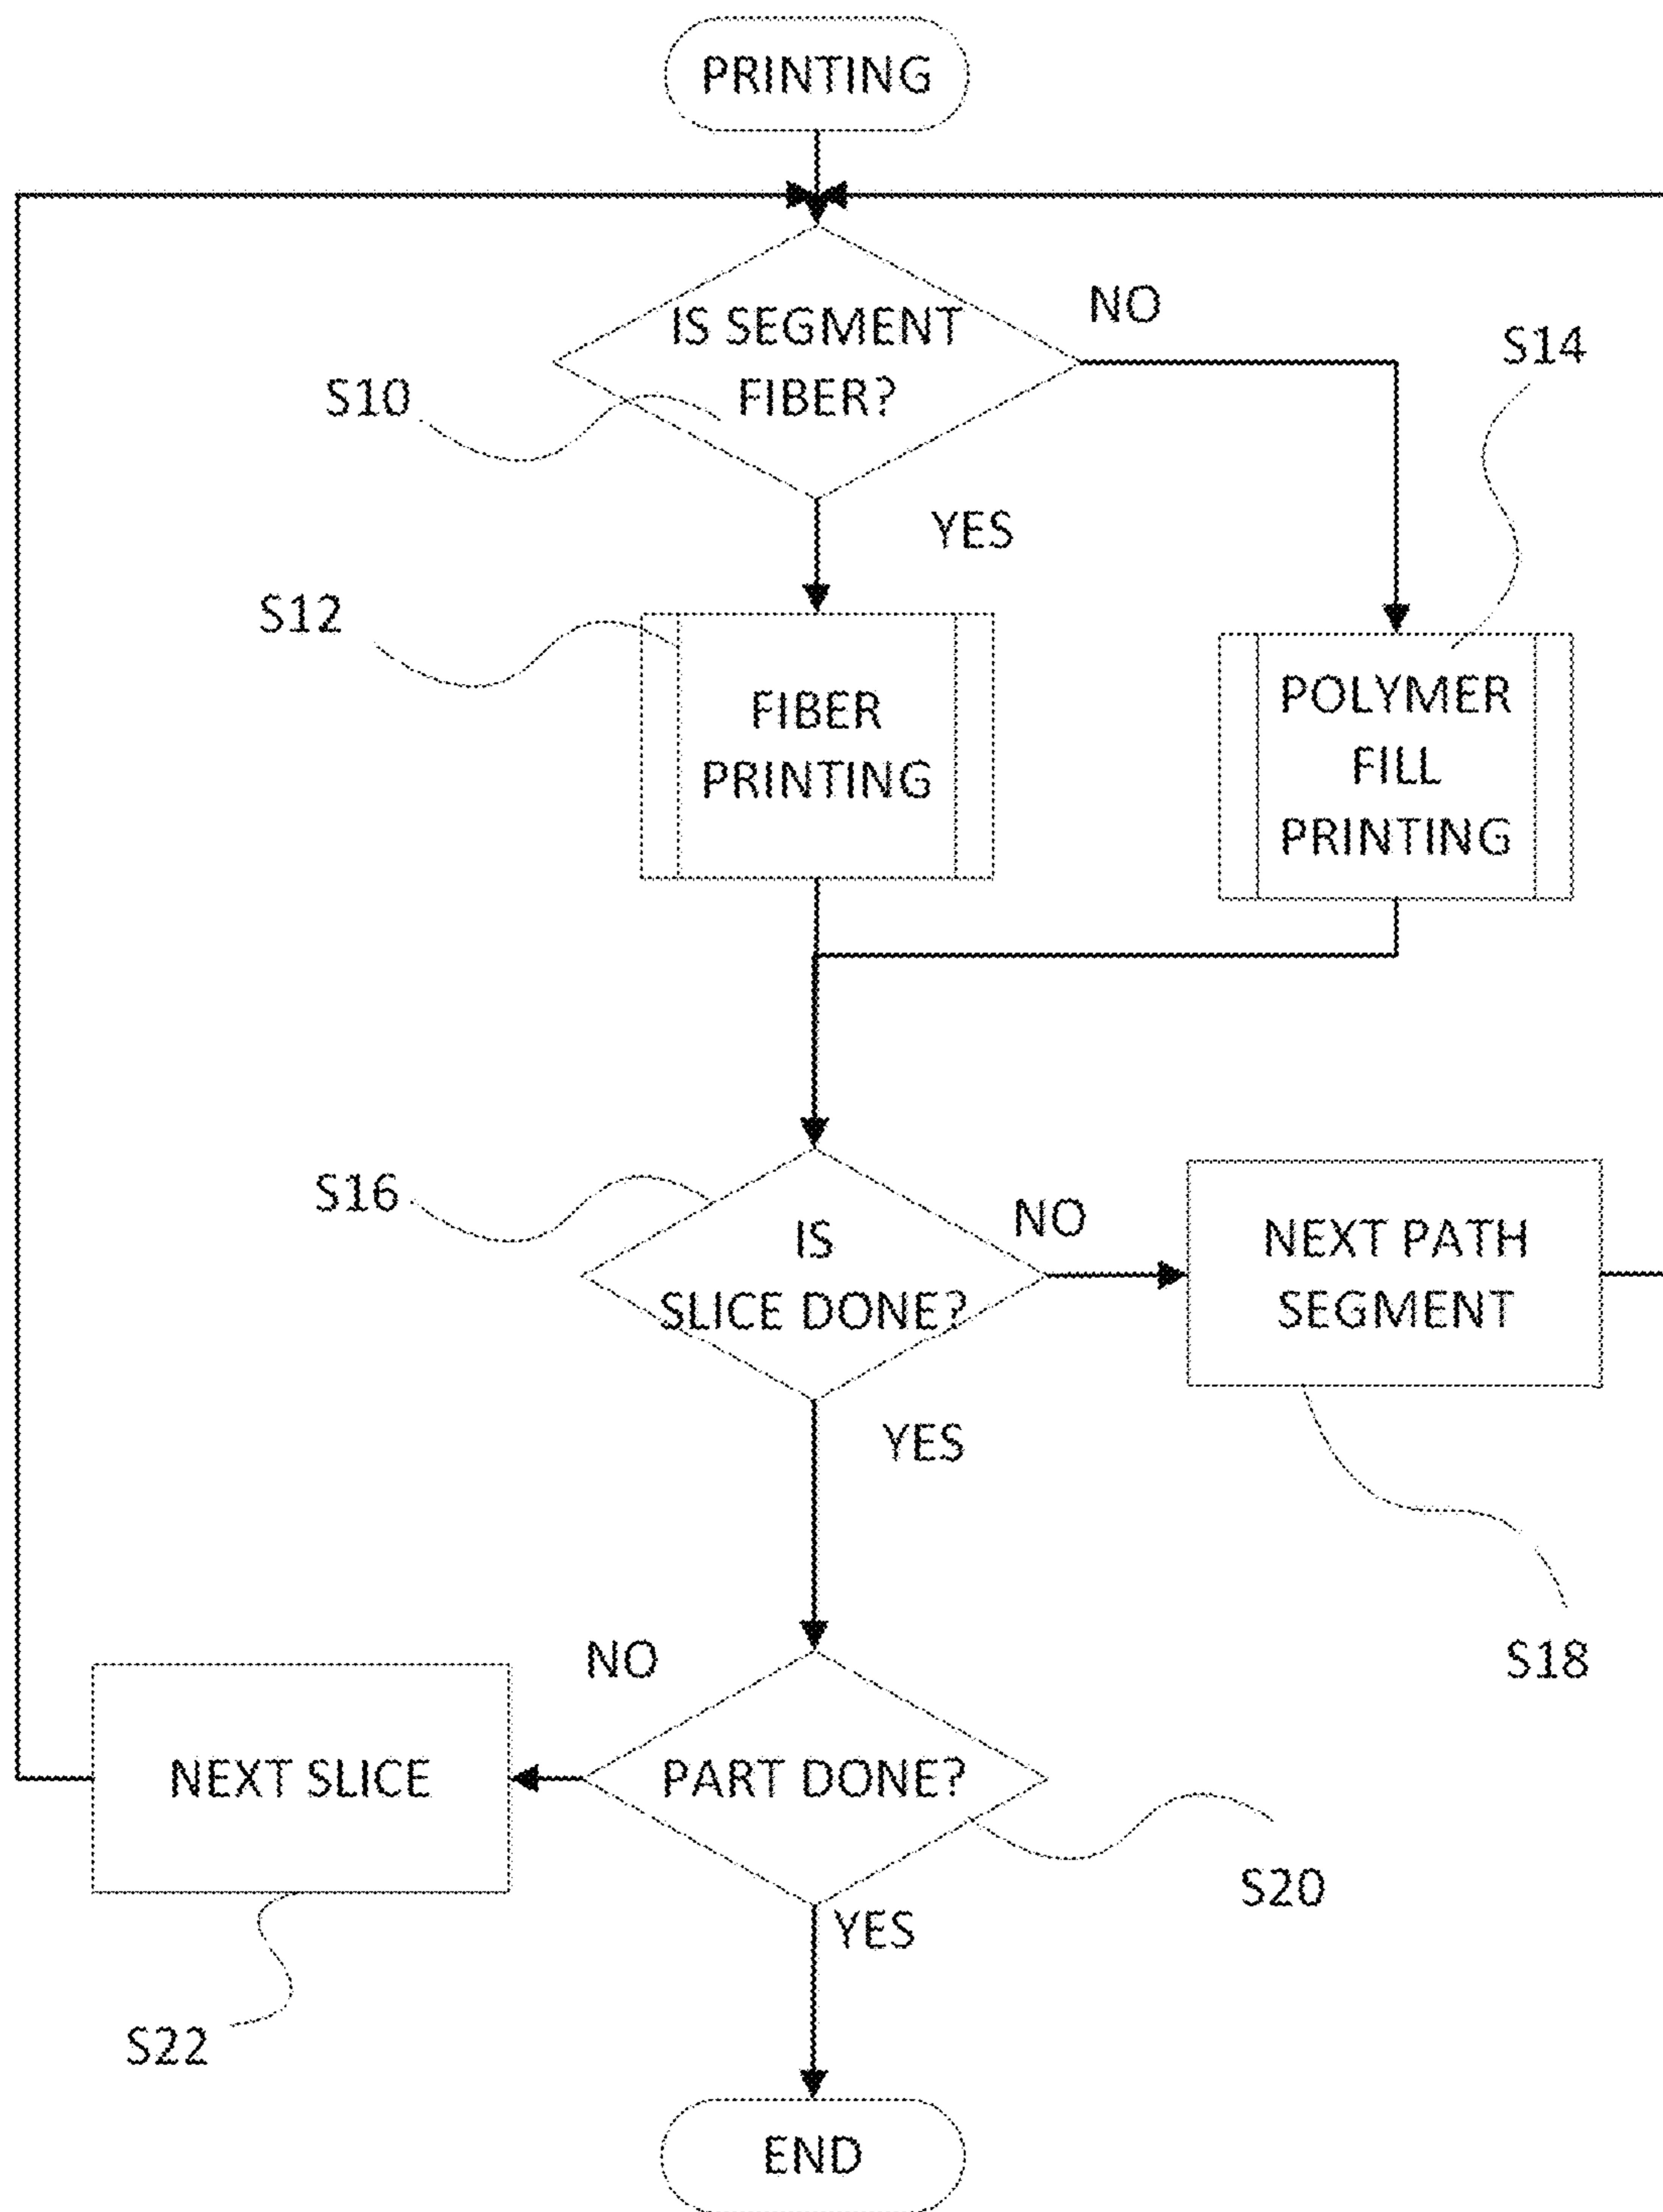 PRINTING
IS SEGMENT
FIBER?
NO
S10
S14
YES
S12
FIBER
PRINTING
POLYMER
FILL
PRINTING
S16
IS
SLICE DONE?
NO
NEXT PATH
SEGMENT
YES
S18
NO
NEXT SLICE
PART DONE?
S20
YES
S22
END